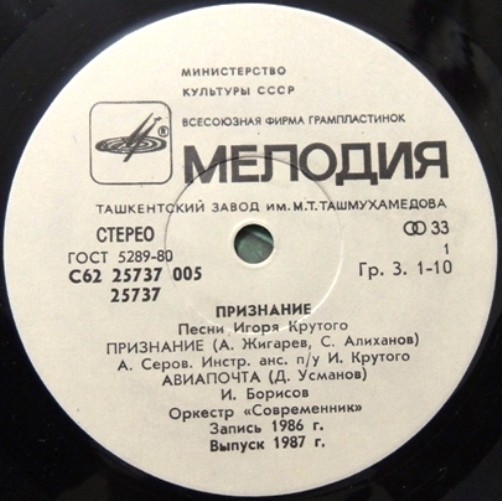 МИНИСТЕРСТВО
КУЛЬТУРЫ СССР
ВСЕСОЮЗНАЯ ФИРМА ГРАМПЛАСТИНОК
®
МЕЛОДИЯ
ТАШКЕНТСКИЙ ЗАВОД ИМ. М.Т. ТАШМУХАМЕДОВА
СТЕРЕО 33
ГОСТ 5289-80 1
С62 25737 005 Гр. 3. 1-10
25737
ПРИЗНАНИЕ
Песни Игоря Крутого
ПРИЗНАНИЕ (А. Жигарев, С. Алиханов)
А. Серов. Инстр. анс. п/у И. Крутого
АВИАПОЧТА (Д. Усманов)
И. Борисов
Оркестр «Современник»
Запись 1986 г.
Выпуск 1987 г.